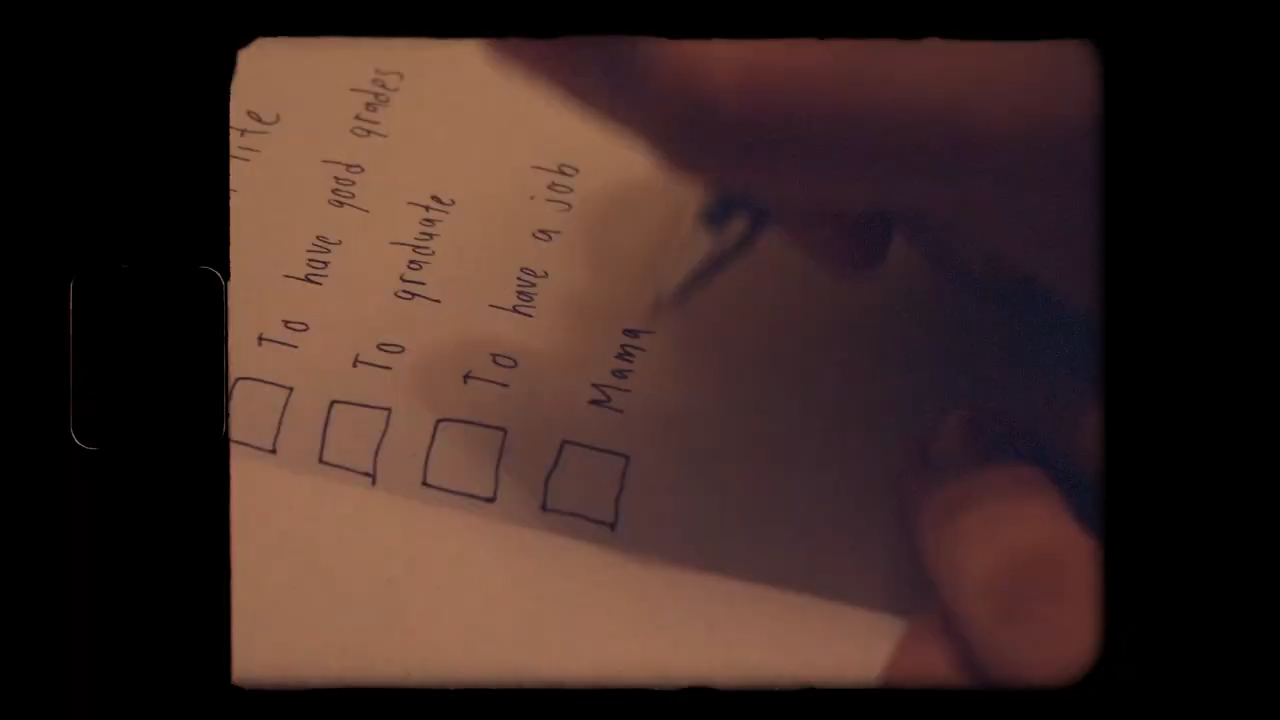 life
To have good grades
To graduate
To have a job
Mama